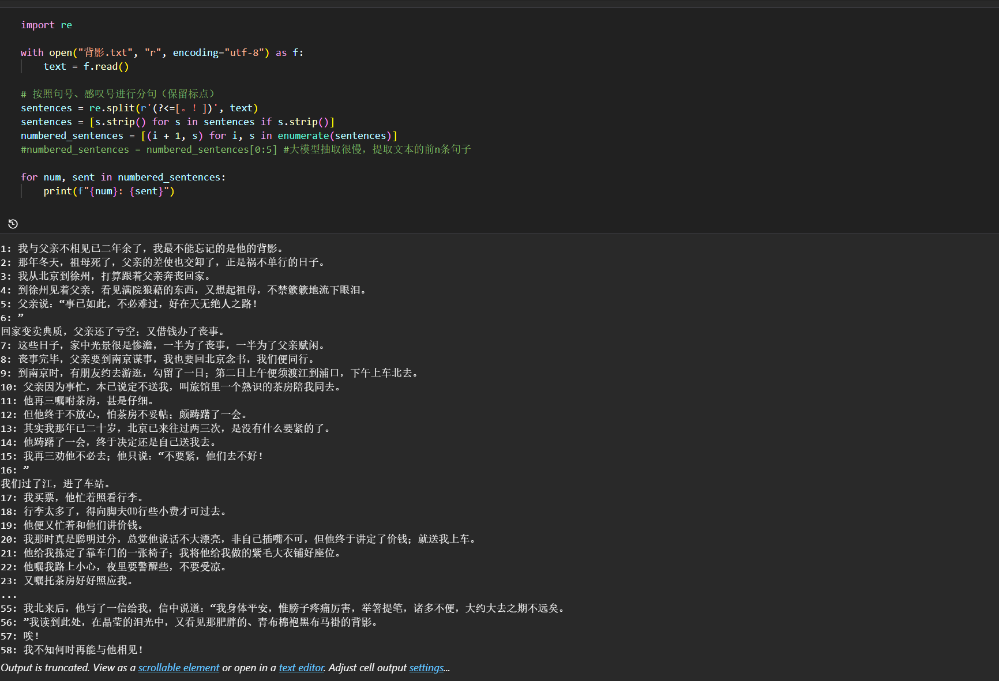 import re
with open("背影.txt", "r", encoding="utf-8") as f:
    text = f.read()
# 按照句号、感叹号进行分句（保留标点）
sentences = re.split(r'(?<=[。！])', text)
sentences = [s.strip() for s in sentences if s.strip()]
numbered_sentences = [(i + 1, s) for i, s in enumerate(sentences)]
#numbered_sentences = numbered_sentences[0:5] #大模型抽取很慢，提取文本的前n条句子
for num, sent in numbered_sentences:
    print(f"{num}: {sent}")
1: 我与父亲不相见已二年余了，我最不能忘记的是他的背影。
2: 那年冬天，祖母死了，父亲的差使也交卸了，正是祸不单行的日子。
3: 我从北京到徐州，打算跟着父亲奔丧回家。
4: 到徐州见着父亲，看见满院狼藉的东西，又想起祖母，不禁簌簌地流下眼泪。
5: 父亲说：“事已如此，不必难过，好在天无绝人之路！
6: ”
回家变卖典质，父亲还了亏空；又借钱办了丧事。
7: 这些日子，家中光景很是惨澹，一半为了丧事，一半为了父亲赋闲。
8: 丧事完毕，父亲要到南京谋事，我也要回北京念书，我们便同行。
9: 到南京时，有朋友约去游逛，勾留了一日；第二日上午便须渡江到浦口，下午上车北去。
10: 父亲因为事忙，本已说定不送我，叫旅馆里一个熟识的茶房陪我同去。
11: 他再三嘱咐茶房，甚是仔细。
12: 但他终于不放心，怕茶房不妥帖；颇踌躇了一会。
13: 其实我那年已二十岁，北京已来往过两三次，是没有什么要紧的了。
14: 他踌躇了一会，终于决定还是自己送我去。
15: 我再三劝他不必去；他只说：“不要紧，他们去不好！
16: ”
我们过了江，进了车站。
17: 我买票，他忙着照看行李。
18: 行李太多了，得向脚夫⑾行些小费才可过去。
19: 他便又忙着和他们讲价钱。
20: 我那时真是聪明过分，总觉他说话不大漂亮，非自己插嘴不可，但他终于讲定了价钱；就送我上车。
21: 他给我拣定了靠车门的一张椅子；我将他给我做的紫毛大衣铺好座位。
22: 他嘱我路上小心，夜里要警醒些，不要受凉。
23: 又嘱托茶房好好照应我。
...
55: 我北来后，他写了一信给我，信中说道：“我身体平安，惟膀子疼痛厉害，举箸提笔，诸多不便，大约大去之期不远矣。
56: ”我读到此处，在晶莹的泪光中，又看见那肥胖的、青布棉袍黑布马褂的背影。
57: 唉！
58: 我不知何时再能与他相见！
Output is truncated. View as a scrollable element or open in a text editor. Adjust cell output settings...